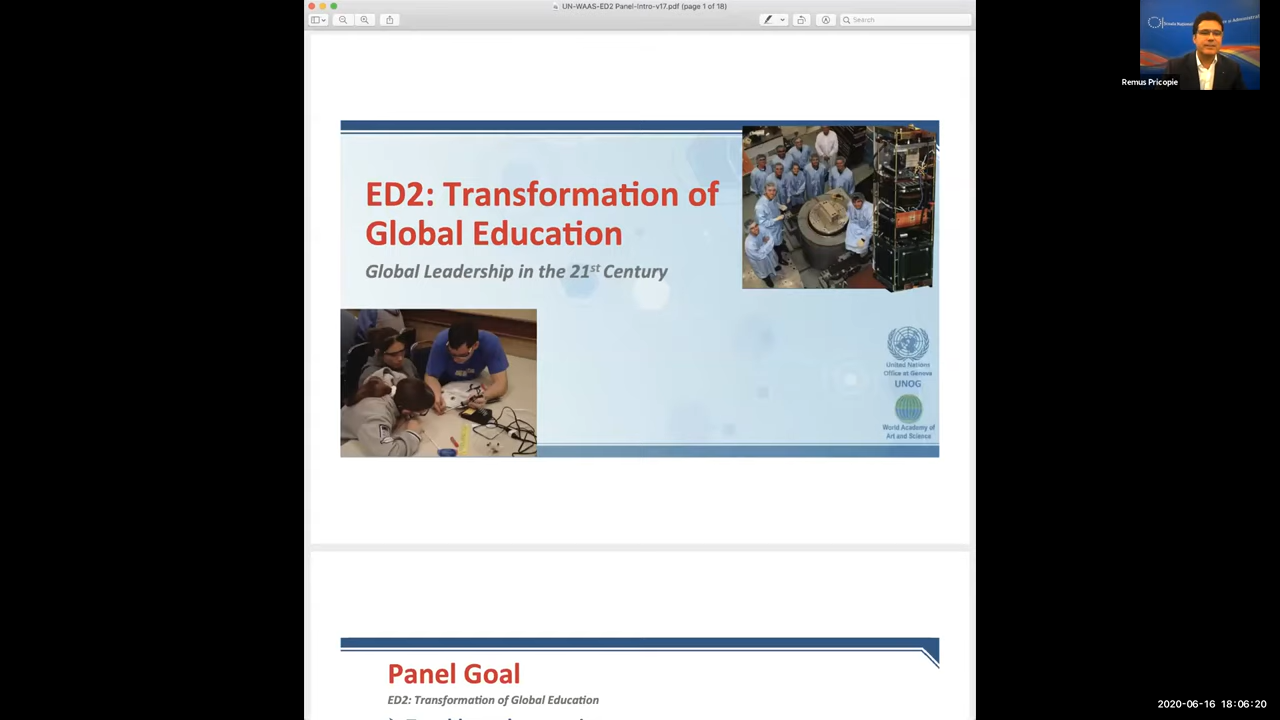 UN-WAAS-ED2 Panel-Intro-v17.pdf (page 1 of 18)
Search
Remus Pricopie
ED2: Transformation of
Global Education
Global Leadership in the 21st Century
United Nations
Office at Geneva
UNOG
World Academy of
Art and Science
Panel Goal
ED2: Transformation of Global Education
2020-06-16 18:06:20